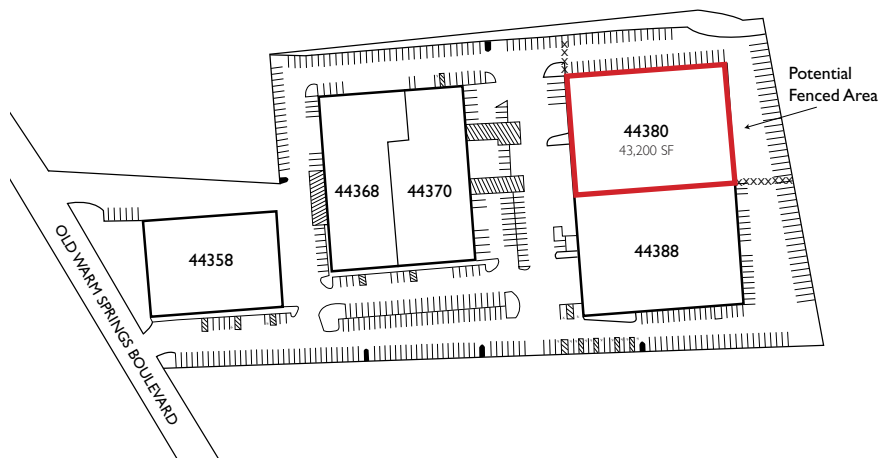 Potential
Fenced Area
44380
43,200 SF
44368
44370
44388
44358
OLD WARM SPRINGS BOULEVARD